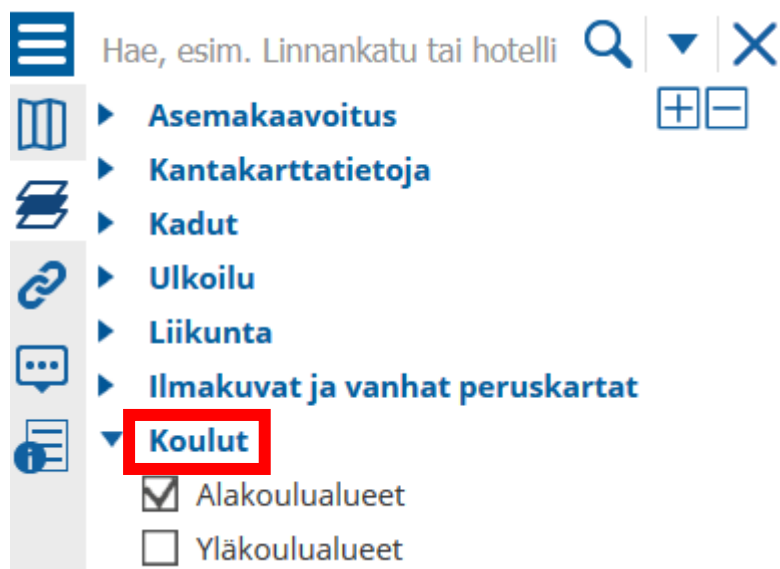 Hae, esim. Linnankatu tai hotelli
Asemakaavoitus
Kantakarttatietoja
Kadut
Ulkoilu
Liikunta
Ilmakuvat ja vanhat peruskartat
Koulut
Alakoulualueet
Yläkoulualueet